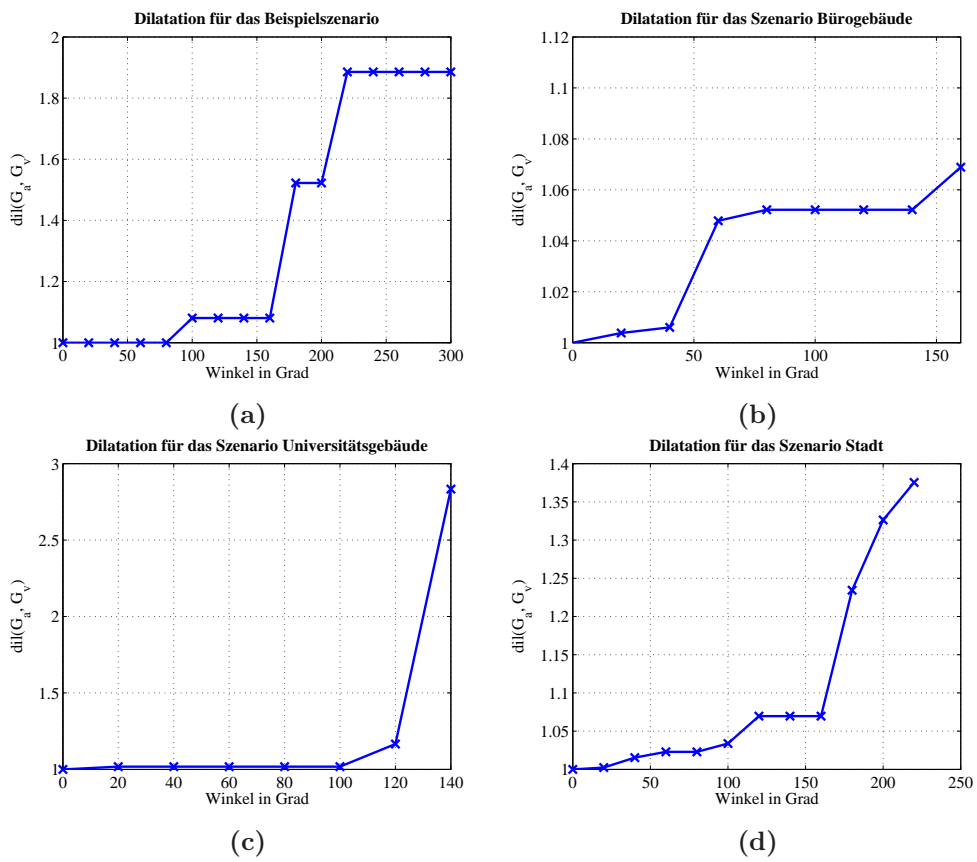 Dilatation für das Beispielszenario
2
1.8
1.6
1.4
1.2
1
dil(G_a, G_v)
0 50 100 150 200 250 300
Winkel in Grad
(a)
Dilatation für das Szenario Bürogebäude
1.12
1.1
1.08
1.06
1.04
1.02
1
dil(G_a, G_v)
0 50 100 150
Winkel in Grad
(b)
Dilatation für das Szenario Universitätsgebäude
3
2.5
2
1.5
1
dil(G_a, G_v)
0 20 40 60 80 100 120 140
Winkel in Grad
(c)
Dilatation für das Szenario Stadt
1.4
1.35
1.3
1.25
1.2
1.15
1.1
1.05
1
dil(G_a, G_v)
0 50 100 150 200 250
Winkel in Grad
(d)